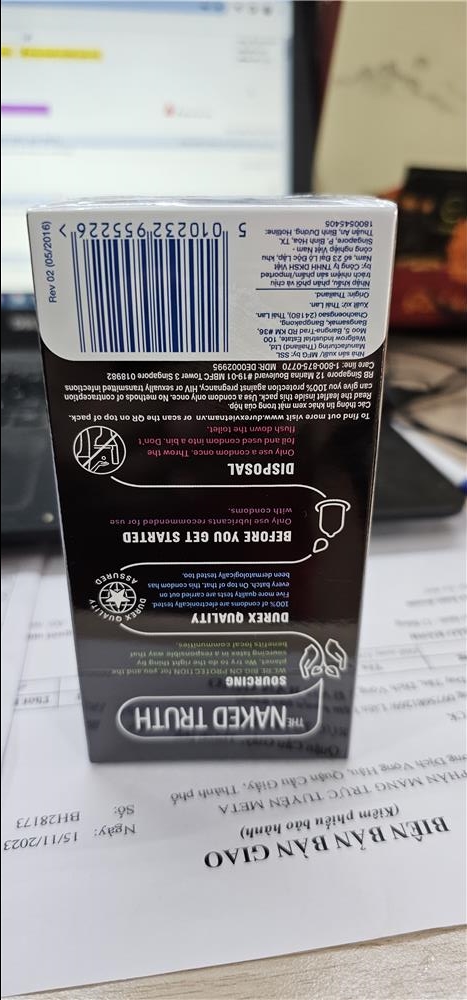 THE NAKED TRUTH
SOURCING
WE'RE BIG ON PROTECTION for you and the
planet. We try to do the right thing by
sourcing latex in a responsible way that
benefits local communities.
DUREX QUALITY
100% of condoms are electronically tested.
Five more quality tests are carried out on
every batch. On top of that, this condom has
been dermatologically tested too.
DUREX QUALITY
ASSURED
BEFORE YOU GET STARTED
Only use lubricants recommended for use
with condoms.
DISPOSAL
Only use a condom once. Throw the
foil and used condom into a bin. Don't
flush down the toilet.
To find out more visit www.durexvietnam.vn or scan the QR on top of pack.
Các thông tin khác xem mặt trong của hộp.
Read the leaflet inside this pack. Use a condom only once. No methods of contraception
can give you 100% protection against pregnancy, HIV or sexually transmitted infections
RB Singapore 12 Marina Boulevard #19-01 MBFC Tower 3 Singapore 018982
Care line: 1-800-875-0770 MDR: DE0002995
Nhà sản xuất/ MFG by: SSL
Manufacturing (Thailand) Ltd.
Wellgrow Industrial Estate, 100
Moo 5, Bangna-Trad RD KM #36,
Bangsamak, Bangpakong,
Chachoengsao (24180), Thái Lan.
Xuất xứ: Thái Lan.
Origin: Thailand.
Nhập khẩu, phân phối và chịu
trách nhiệm sản phẩm/Imported
by: Công ty TNHH DKSH Việt
Nam, số 23 Đại Lộ Độc Lập, khu
công nghiệp Việt Nam -
Singapore, P. Bình Hòa, TX.
Thuận An, Bình Dương. Hotline:
1800545405
5 010232 955226 >
Rev 02 (05/2016)
BIÊN BẢN BÀN GIAO
(Kiêm phiếu bảo hành)
Ngày: 15/11/2023
Số: BH28173
PHẦN MẠNG TRỰC TUYẾN META
Dịch Vọng Hậu, Quận Cầu Giấy, Thành phố